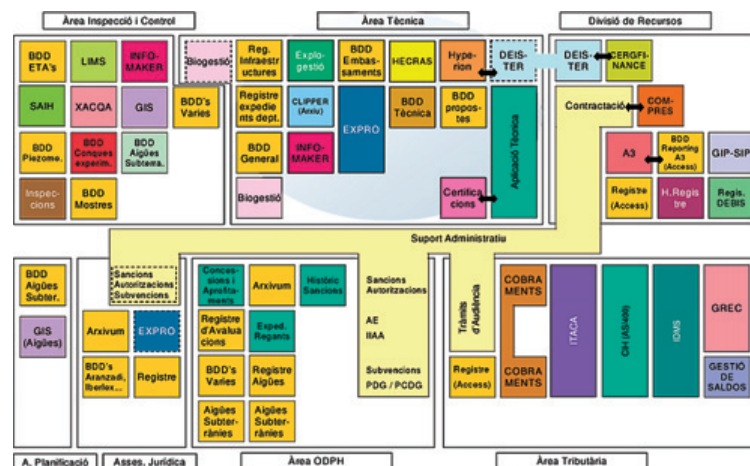 Àrea Inspecció i Control
Àrea Tècnica
Divisió de Recursos
BDD
ETA's
LIMS
INFO-
MAKER
SAIH
XACQA
GIS
BDD's
Varies
BDD
Piezome.
BDD
Conques
experim.
BDD
Aigües
Subterra.
Inspec-
cions
BDD
Mostres
Biogestió
Reg.
Infraestr
uctures
Explo-
gestió
BDD
Embas-
saments
HECRAS
Hype-
rion
DEIS-
TER
Registre
expedie
nts dept.
CLIPPER
(Arxiu)
EXPRO
BDD
Tècnica
BDD
propos-
tes
Aplicació Tècnica
BDD
General
INFO-
MAKER
Biogestió
Certifica
cions
DEIS-
TER
CERGFI-
NANCE
Contractació
COM-
PRES
A3
BDD
Reporting
A3
(Access)
GIP-SIP
Registre
(Access)
H.Regis
tre
Regis.
DEBIS
Suport Administratiu
BDD
Aigües
Subter.
GIS
(Aigües)
Sancions
Autoritzacions
Subvencions
Arxivum
EXPRO
BDD's
Aranzadi,
Iberlex...
Registre
Conces-
sions i
Aprofita-
ments
Arxivum
Històric
Sancions
Registre
d'Avalua
cions
Exped.
Regants
BDD's
Varies
Registre
Aigües
Aigües
Subter-
rànies
Aigües
Subter-
rànies
Sancions
Autoritzacions
AE
IIAA
Subvencions
PDG / PCDG
Tràmits
d'Audiència
Registre
(Access)
COBRA
MENTS
COBRA
MENTS
ITACA
CIH (AS/400)
IDMS
GREC
GESTIÓ
DE
SALDOS
A. Planificació
Asses. Jurídica
Àrea ODPH
Àrea Tributària